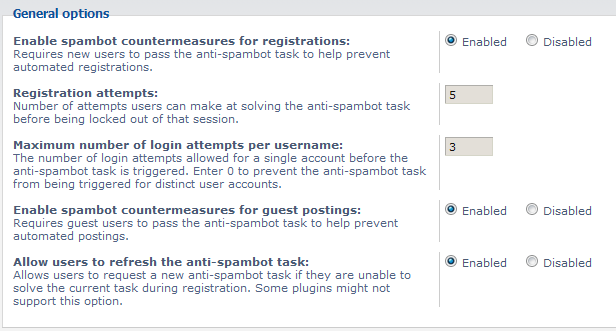 General options
Enable spambot countermeasures for registrations:
Requires new users to pass the anti-spambot task to help prevent
automated registrations.
Enabled Disabled
Registration attempts:
Number of attempts users can make at solving the anti-spambot task
before being locked out of that session.
5
Maximum number of login attempts per username:
The number of login attempts allowed for a single account before the
anti-spambot task is triggered. Enter 0 to prevent the anti-spambot task
from being triggered for distinct user accounts.
3
Enable spambot countermeasures for guest postings:
Requires guest users to pass the anti-spambot task to help prevent
automated postings.
Enabled Disabled
Allow users to refresh the anti-spambot task:
Allows users to request a new anti-spambot task if they are unable to
solve the current task during registration. Some plugins might not
support this option.
Enabled Disabled